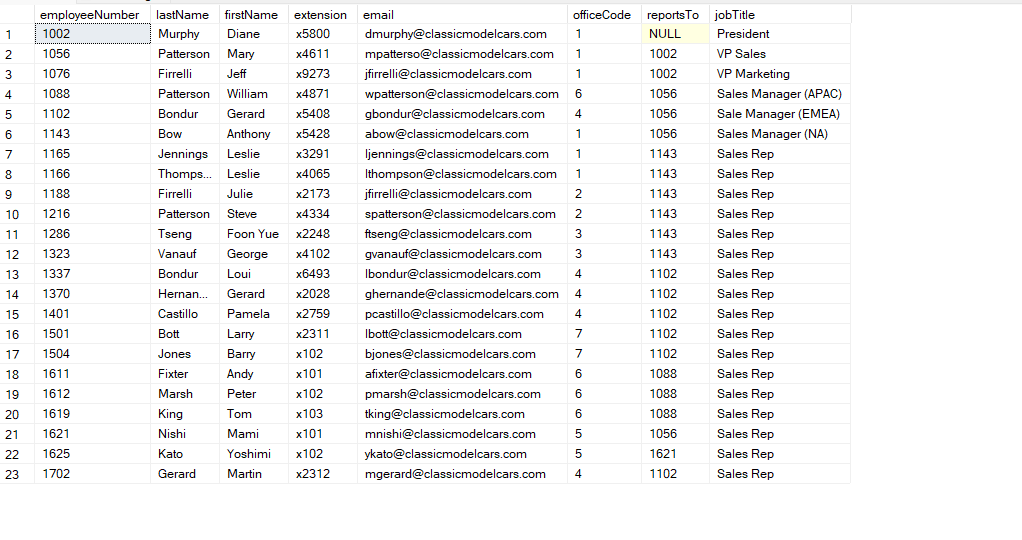 employeeNumber lastName firstName extension email officeCode reportsTo jobTitle
1 1002 Murphy Diane x5800 dmurphy@classicmodelcars.com 1 NULL President
2 1056 Patterson Mary x4611 mpatterso@classicmodelcars.com 1 1002 VP Sales
3 1076 Firrelli Jeff x9273 jfirrelli@classicmodelcars.com 1 1002 VP Marketing
4 1088 Patterson William x4871 wpatterson@classicmodelcars.com 6 1056 Sales Manager (APAC)
5 1102 Bondur Gerard x5408 gbondur@classicmodelcars.com 4 1056 Sale Manager (EMEA)
6 1143 Bow Anthony x5428 abow@classicmodelcars.com 1 1056 Sales Manager (NA)
7 1165 Jennings Leslie x3291 ljennings@classicmodelcars.com 1 1143 Sales Rep
8 1166 Thomps... Leslie x4065 lthompson@classicmodelcars.com 1 1143 Sales Rep
9 1188 Firrelli Julie x2173 jfirrelli@classicmodelcars.com 2 1143 Sales Rep
10 1216 Patterson Steve x4334 spatterson@classicmodelcars.com 2 1143 Sales Rep
11 1286 Tseng Foon Yue x2248 ftseng@classicmodelcars.com 3 1143 Sales Rep
12 1323 Vanauf George x4102 gvanauf@classicmodelcars.com 3 1143 Sales Rep
13 1337 Bondur Loui x6493 lbondur@classicmodelcars.com 4 1102 Sales Rep
14 1370 Hernan... Gerard x2028 ghernande@classicmodelcars.com 4 1102 Sales Rep
15 1401 Castillo Pamela x2759 pcastillo@classicmodelcars.com 4 1102 Sales Rep
16 1501 Bott Larry x2311 lbott@classicmodelcars.com 7 1102 Sales Rep
17 1504 Jones Barry x102 bjones@classicmodelcars.com 7 1102 Sales Rep
18 1611 Fixter Andy x101 afixter@classicmodelcars.com 6 1088 Sales Rep
19 1612 Marsh Peter x102 pmarsh@classicmodelcars.com 6 1088 Sales Rep
20 1619 King Tom x103 tking@classicmodelcars.com 6 1088 Sales Rep
21 1621 Nishi Mami x101 mnishi@classicmodelcars.com 5 1056 Sales Rep
22 1625 Kato Yoshimi x102 ykato@classicmodelcars.com 5 1621 Sales Rep
23 1702 Gerard Martin x2312 mgerard@classicmodelcars.com 4 1102 Sales Rep